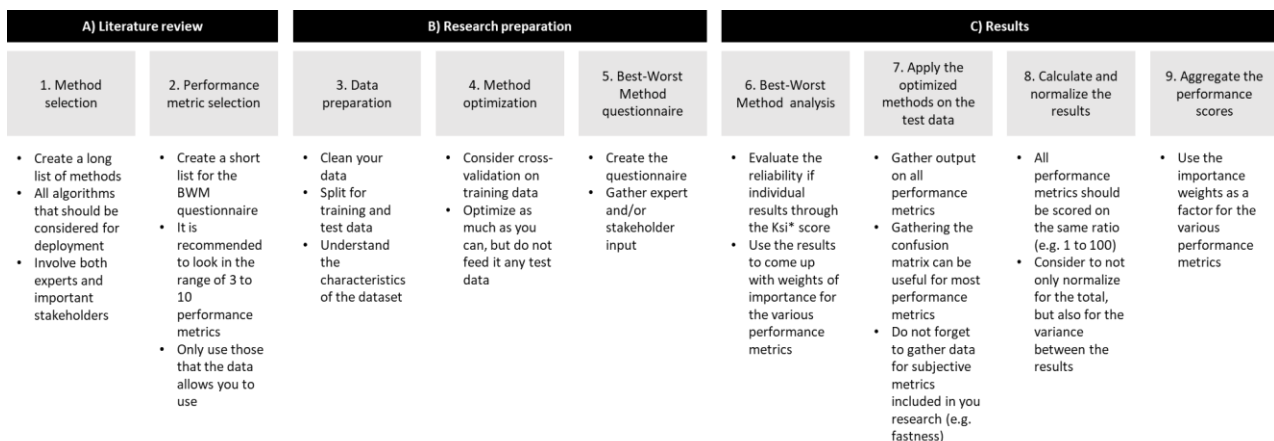 A) Literature review
B) Research preparation
C) Results
1. Method
selection
2. Performance
metric selection
3. Data
preparation
4. Method
optimization
5. Best-Worst
Method
questionnaire
6. Best-Worst
Method analysis
7. Apply the
optimized
methods on the
test data
8. Calculate and
normalize the
results
9. Aggregate the
performance
scores
• Create a long
list of methods
• All algorithms
that should be
considered for
deployment
• Involve both
experts and
important
stakeholders
• Create a short
list for the
BWM
questionnaire
• It is
recommended
to look in the
range of 3 to
10
performance
metrics
• Only use those
that the data
allows you to
use
• Clean your
data
• Split for
training and
test data
• Understand
the
characteristics
of the dataset
• Consider cross-
validation on
training data
• Optimize as
much as you
can, but do not
feed it any test
data
• Create the
questionnaire
• Gather expert
and/or
stakeholder
input
• Evaluate the
reliability if
individual
results through
the Ksi* score
• Use the results
to come up
with weights of
importance for
the various
performance
metrics
• Gather output
on all
performance
metrics
• Gathering the
confusion
matrix can be
useful for most
performance
metrics
• Do not forget
to gather data
for subjective
metrics
included in you
research (e.g.
fastness)
• All
performance
metrics should
be scored on
the same ratio
(e.g. 1 to 100)
• Consider to not
only normalize
for the total,
but also for the
variance
between the
results
• Use the
importance
weights as a
factor for the
various
performance
metrics